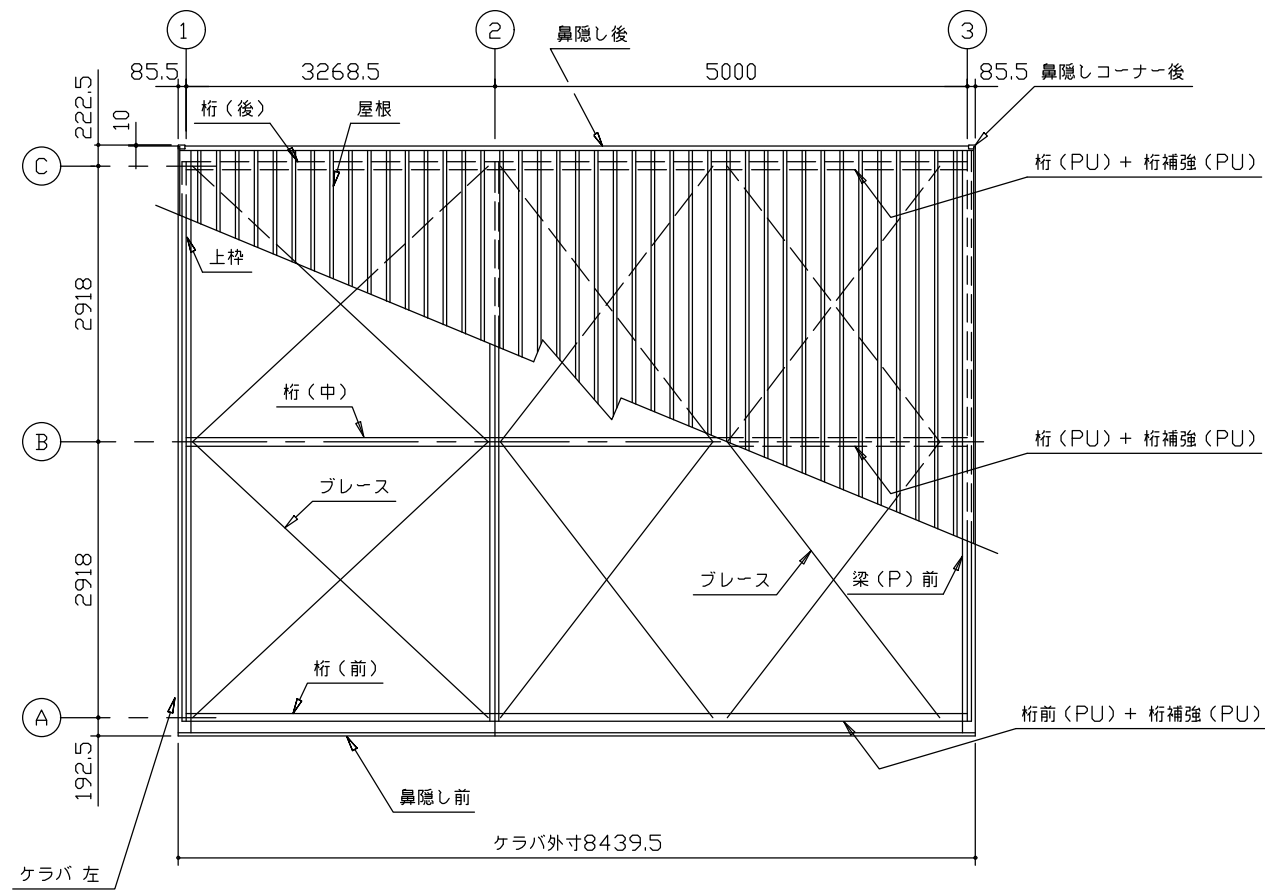 1
2
3
鼻隠し後
85.5
3268.5
5000
85.5
鼻隠しコーナー後
222.5
10
桁（後）
屋根
C
桁（PU）+ 桁補強（PU）
上枠
2918
桁（中）
B
桁（PU）+ 桁補強（PU）
ブレース
2918
ブレース
梁（P）前
桁（前）
A
桁前（PU）+ 桁補強（PU）
192.5
鼻隠し前
ケラバ外寸8439.5
ケラバ 左